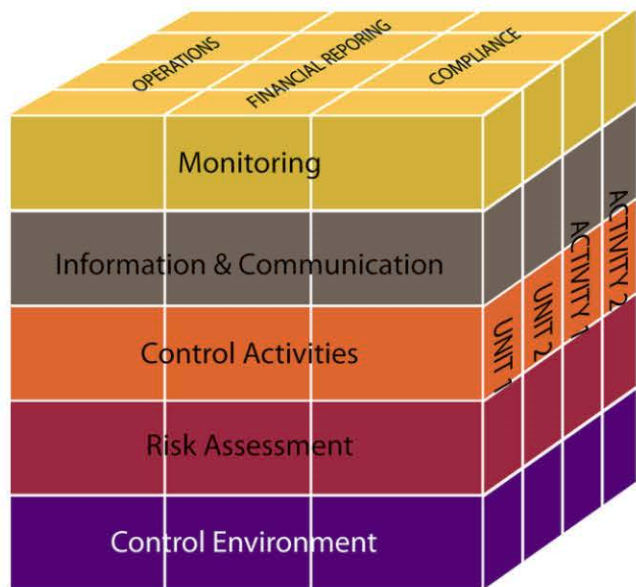 OPERATIONS
FINANCIAL REPORING
COMPLIANCE
Monitoring
Information & Communication
Control Activities
Risk Assessment
Control Environment
UNIT 1
UNIT 2
ACTIVITY 1
ACTIVITY 2